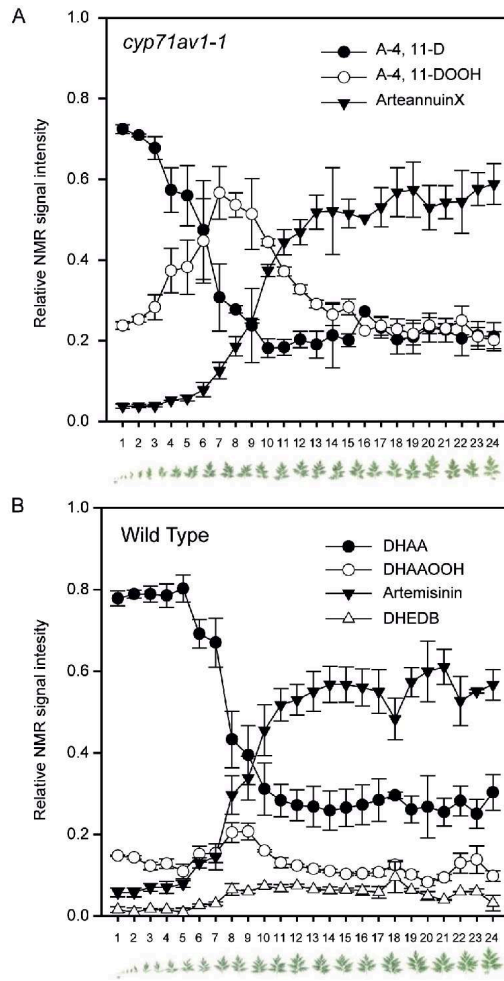 A
cyp71av1-1
A-4, 11-D
A-4, 11-DOOH
ArteannuinX
Relative NMR signal intensity
1.0
0.8
0.6
0.4
0.2
0.0
1 2 3 4 5 6 7 8 9 10 11 12 13 14 15 16 17 18 19 20 21 22 23 24
B
Wild Type
DHAA
DHAAOOH
Artemisinin
DHEDB
Relative NMR signal intesity
1.0
0.8
0.6
0.4
0.2
0.0
1 2 3 4 5 6 7 8 9 10 11 12 13 14 15 16 17 18 19 20 21 22 23 24